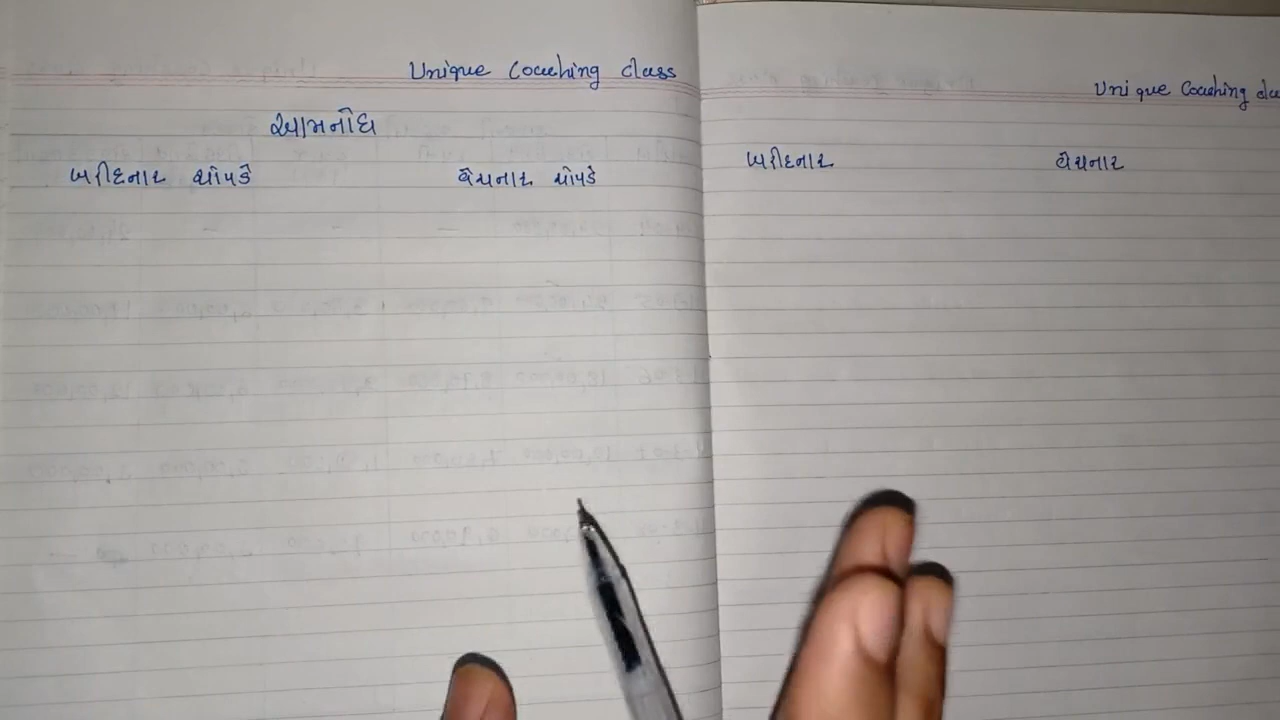 Unique Coaching class
આમનોંધ
ખરીદનાર ચોપડે વેચનાર ચોપડે
Unique Coaching cla
ખરીદનાર વેચનાર